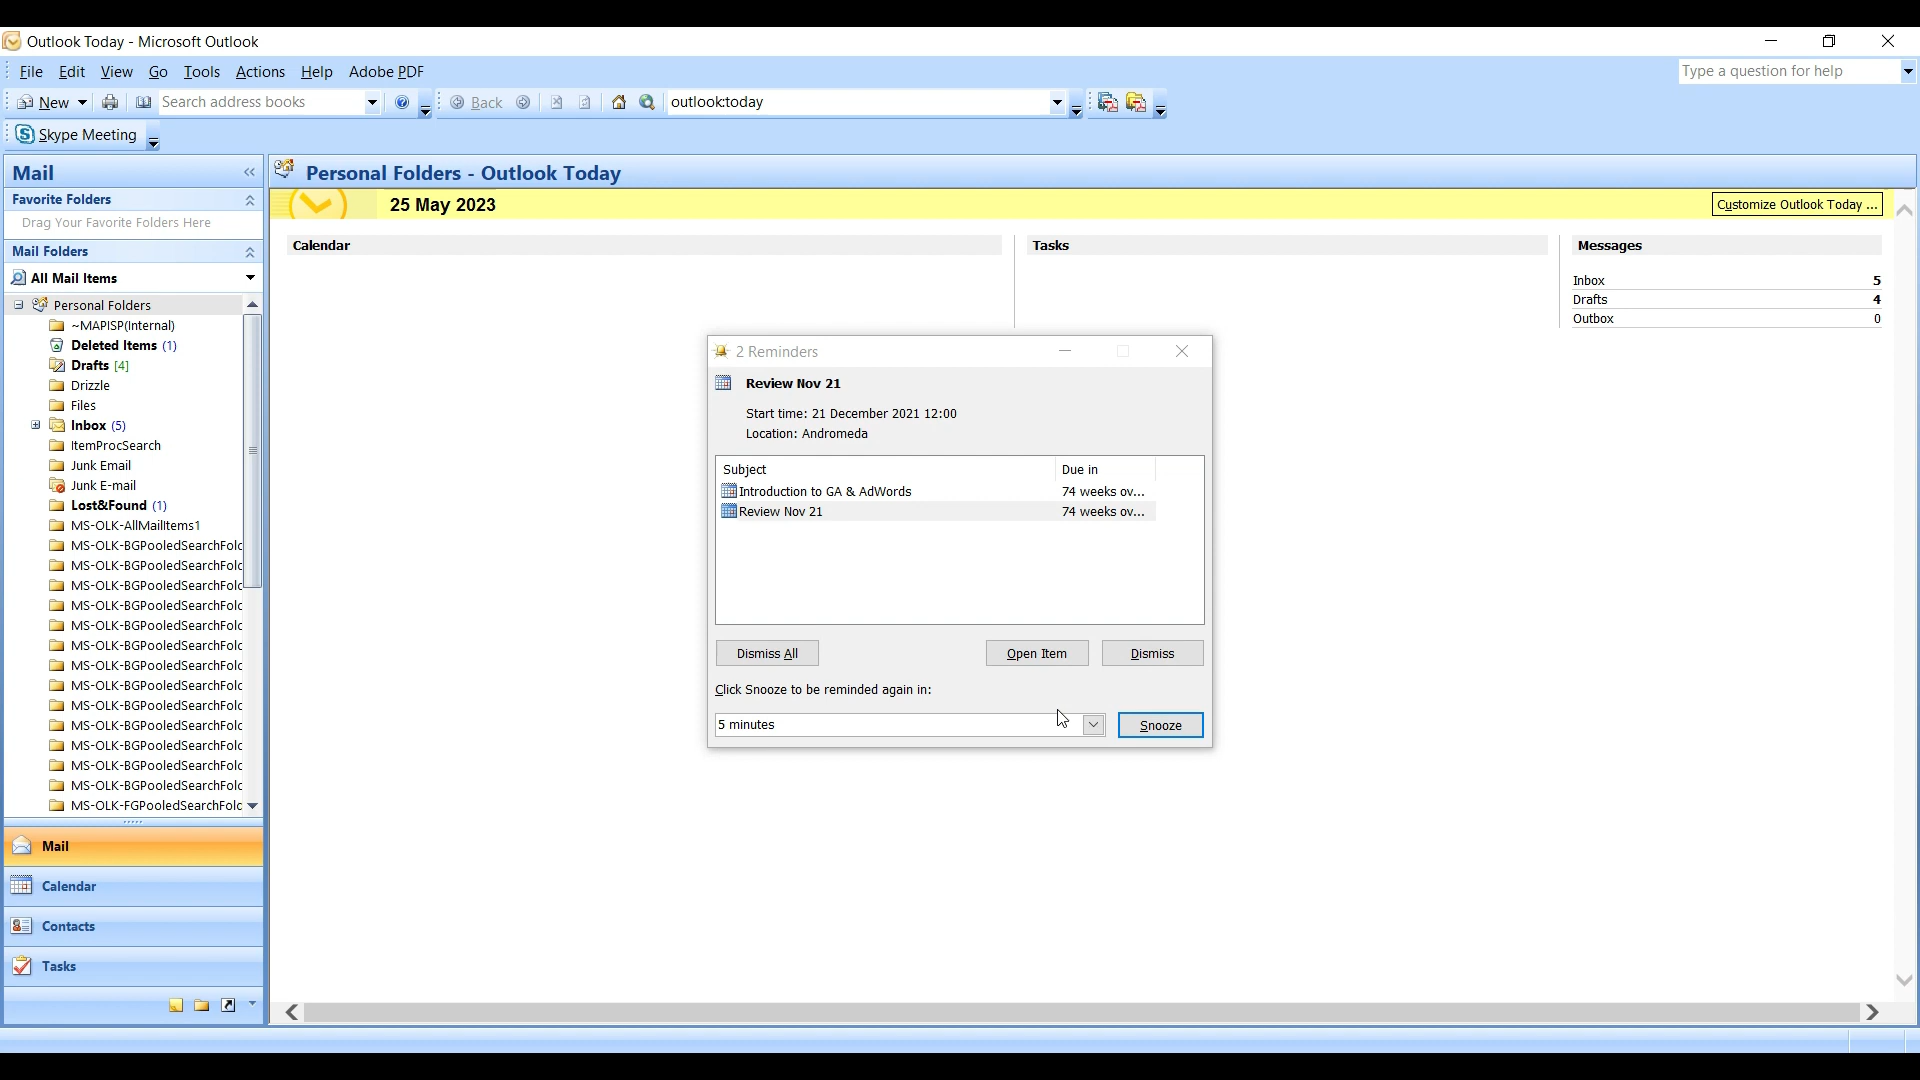 Outlook Today - Microsoft Outlook
File Edit View Go Tools Actions Help Adobe PDF
Type a question for help
New Search address books Back outlook:today
Skype Meeting
Mail
Personal Folders - Outlook Today
Favorite Folders
Drag Your Favorite Folders Here
25 May 2023
Customize Outlook Today ...
Mail Folders
All Mail Items
Calendar
Tasks
Messages
Inbox 5
Drafts 4
Outbox 0
Personal Folders
~MAPISP(Internal)
Deleted Items (1)
Drafts [4]
Drizzle
Files
Inbox (5)
ItemProcSearch
Junk Email
Junk E-mail
Lost&Found (1)
MS-OLK-AllMailItems1
MS-OLK-BGPooledSearchFolc
MS-OLK-BGPooledSearchFolc
MS-OLK-BGPooledSearchFolc
MS-OLK-BGPooledSearchFolc
MS-OLK-BGPooledSearchFolc
MS-OLK-BGPooledSearchFolc
MS-OLK-BGPooledSearchFolc
MS-OLK-BGPooledSearchFolc
MS-OLK-BGPooledSearchFolc
MS-OLK-BGPooledSearchFolc
MS-OLK-BGPooledSearchFolc
MS-OLK-BGPooledSearchFolc
MS-OLK-BGPooledSearchFolc
MS-OLK-FGPooledSearchFolc
Mail
Calendar
Contacts
Tasks
2 Reminders
Review Nov 21
Start time: 21 December 2021 12:00
Location: Andromeda
Subject Due in
Introduction to GA & AdWords 74 weeks ov...
Review Nov 21 74 weeks ov...
Dismiss All Open Item Dismiss
Click Snooze to be reminded again in:
5 minutes Snooze